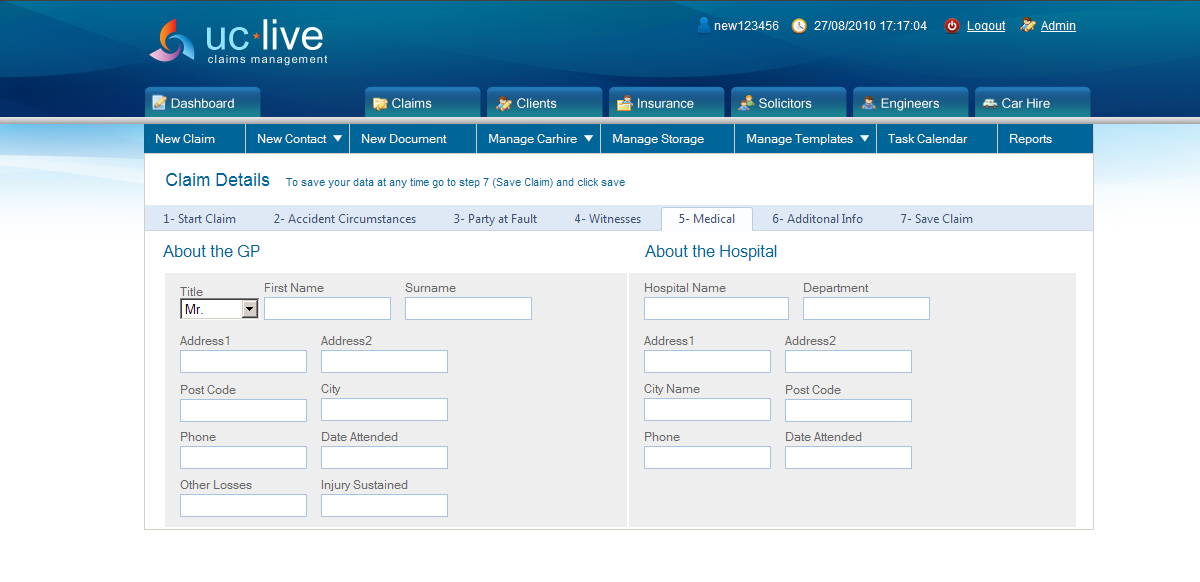 uc live
claims management
new123456 27/08/2010 17:17:04 Logout Admin
Dashboard Claims Clients Insurance Solicitors Engineers Car Hire
New Claim New Contact New Document Manage Carhire Manage Storage Manage Templates Task Calendar Reports
Claim Details To save your data at any time go to step 7 (Save Claim) and click save
1- Start Claim 2- Accident Circumstances 3- Party at Fault 4- Witnesses 5- Medical 6- Additonal Info 7- Save Claim
About the GP About the Hospital
Title First Name Surname Hospital Name Department
Mr.
Address1 Address2 Address1 Address2
Post Code City City Name Post Code
Phone Date Attended Phone Date Attended
Other Losses Injury Sustained